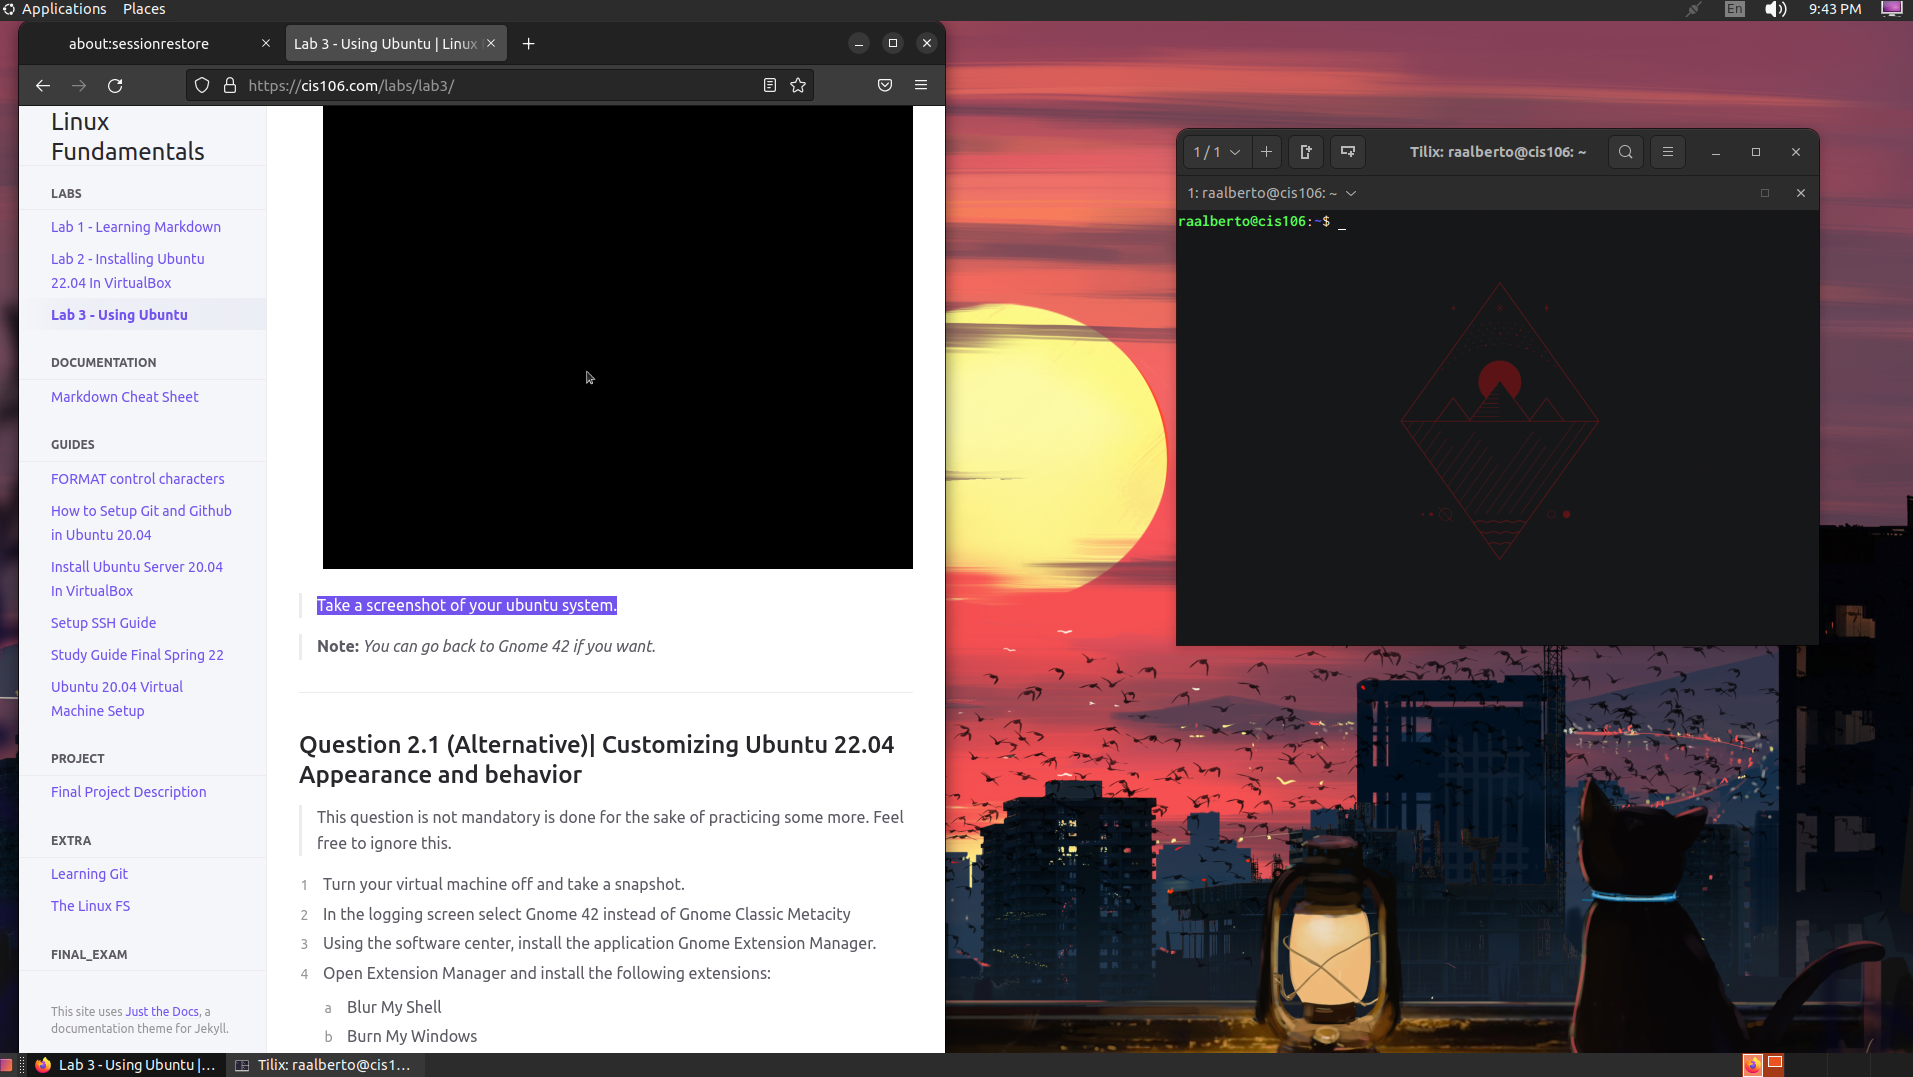 Applications Places
En
9:43 PM
about:sessionrestore
Lab 3 - Using Ubuntu | Linux
https://cis106.com/labs/lab3/
Linux
Fundamentals
LABS
Lab 1 - Learning Markdown
Lab 2 - Installing Ubuntu
22.04 In VirtualBox
Lab 3 - Using Ubuntu
DOCUMENTATION
Markdown Cheat Sheet
GUIDES
FORMAT control characters
How to Setup Git and Github
in Ubuntu 20.04
Install Ubuntu Server 20.04
In VirtualBox
Setup SSH Guide
Study Guide Final Spring 22
Ubuntu 20.04 Virtual
Machine Setup
PROJECT
Final Project Description
EXTRA
Learning Git
The Linux FS
FINAL_EXAM
This site uses Just the Docs, a
documentation theme for Jekyll.
Take a screenshot of your ubuntu system.
Note: You can go back to Gnome 42 if you want.
Question 2.1 (Alternative)| Customizing Ubuntu 22.04
Appearance and behavior
This question is not mandatory is done for the sake of practicing some more. Feel
free to ignore this.
1 Turn your virtual machine off and take a snapshot.
2 In the logging screen select Gnome 42 instead of Gnome Classic Metacity
3 Using the software center, install the application Gnome Extension Manager.
4 Open Extension Manager and install the following extensions:
a Blur My Shell
b Burn My Windows
1 / 1
Tilix: raalberto@cis106: ~
1: raalberto@cis106: ~
raalberto@cis106:~$ _
Lab 3 - Using Ubuntu |...
Tilix: raalberto@cis1...